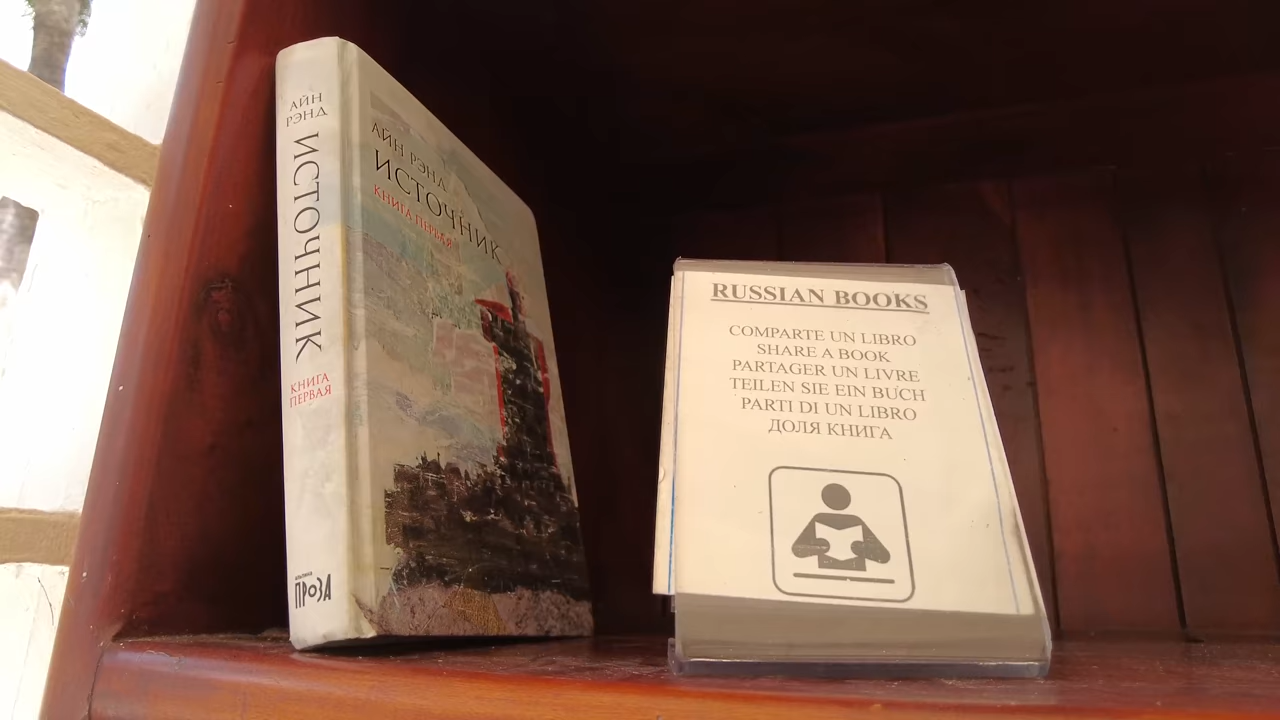 АЙН
РЭНД
ИСТОЧНИК
КНИГА
ПЕРВАЯ
АЛЬПИНА
ПРОЗА
АЙН РЭНД
ИСТОЧНИК
КНИГА ПЕРВАЯ
RUSSIAN BOOKS
COMPARTE UN LIBRO
SHARE A BOOK
PARTAGER UN LIVRE
TEILEN SIE EIN BUCH
PARTI DI UN LIBRO
ДОЛЯ КНИГА